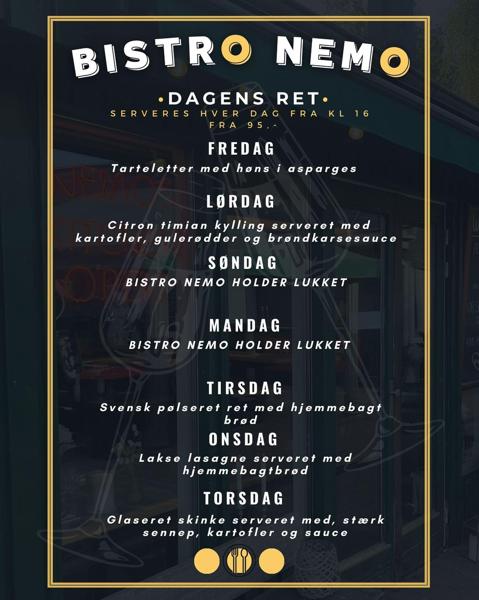 BISTRO NEMO
•DAGENS RET•
SERVERES HVER DAG FRA KL 16
FRA 95,-
FREDAG
Tarteletter med høns i asparges
LØRDAG
Citron timian kylling serveret med
kartofler, gulerødder og brøndkarsesauce
SØNDAG
BISTRO NEMO HOLDER LUKKET
MANDAG
BISTRO NEMO HOLDER LUKKET
TIRSDAG
Svensk pølseret ret med hjemmebagt
brød
ONSDAG
Lakse lasagne serveret med
hjemmebagtbrød
TORSDAG
Glaseret skinke serveret med, stærk
sennep, kartofler og sauce